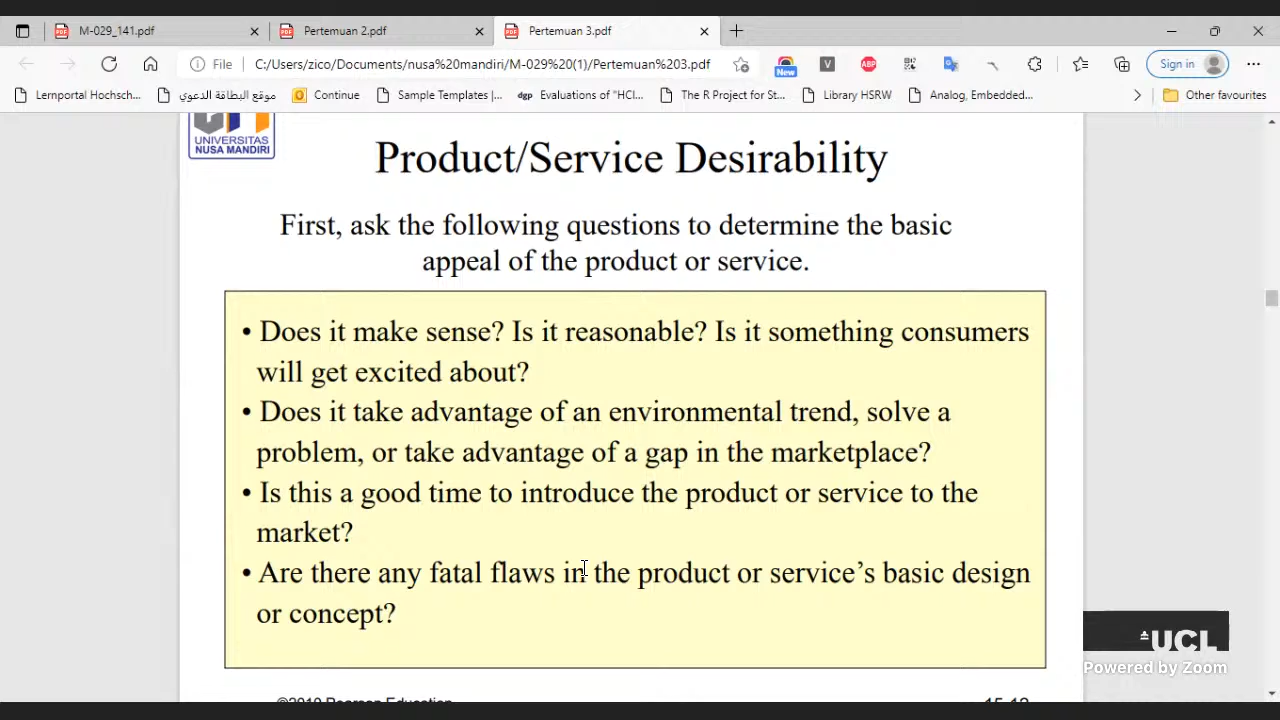 M-029_141.pdf
Pertemuan 2.pdf
Pertemuan 3.pdf
File
C:/Users/zico/Documents/nusa%20mandiri/M-029%20(1)/Pertemuan%203.pdf
New
V
ABP
Sign in
Lernportal Hochsch...
موقع البطاقة الدعوي
Continue
Sample Templates |...
dgp Evaluations of "HCI...
The R Project for St...
Library HSRW
Analog, Embedded...
Other favourites
UNIVERSITAS
NUSA MANDIRI
Product/Service Desirability
First, ask the following questions to determine the basic
appeal of the product or service.
• Does it make sense? Is it reasonable? Is it something consumers
will get excited about?
• Does it take advantage of an environmental trend, solve a
problem, or take advantage of a gap in the marketplace?
• Is this a good time to introduce the product or service to the
market?
• Are there any fatal flaws in the product or service’s basic design
or concept?
UCL
Powered by Zoom